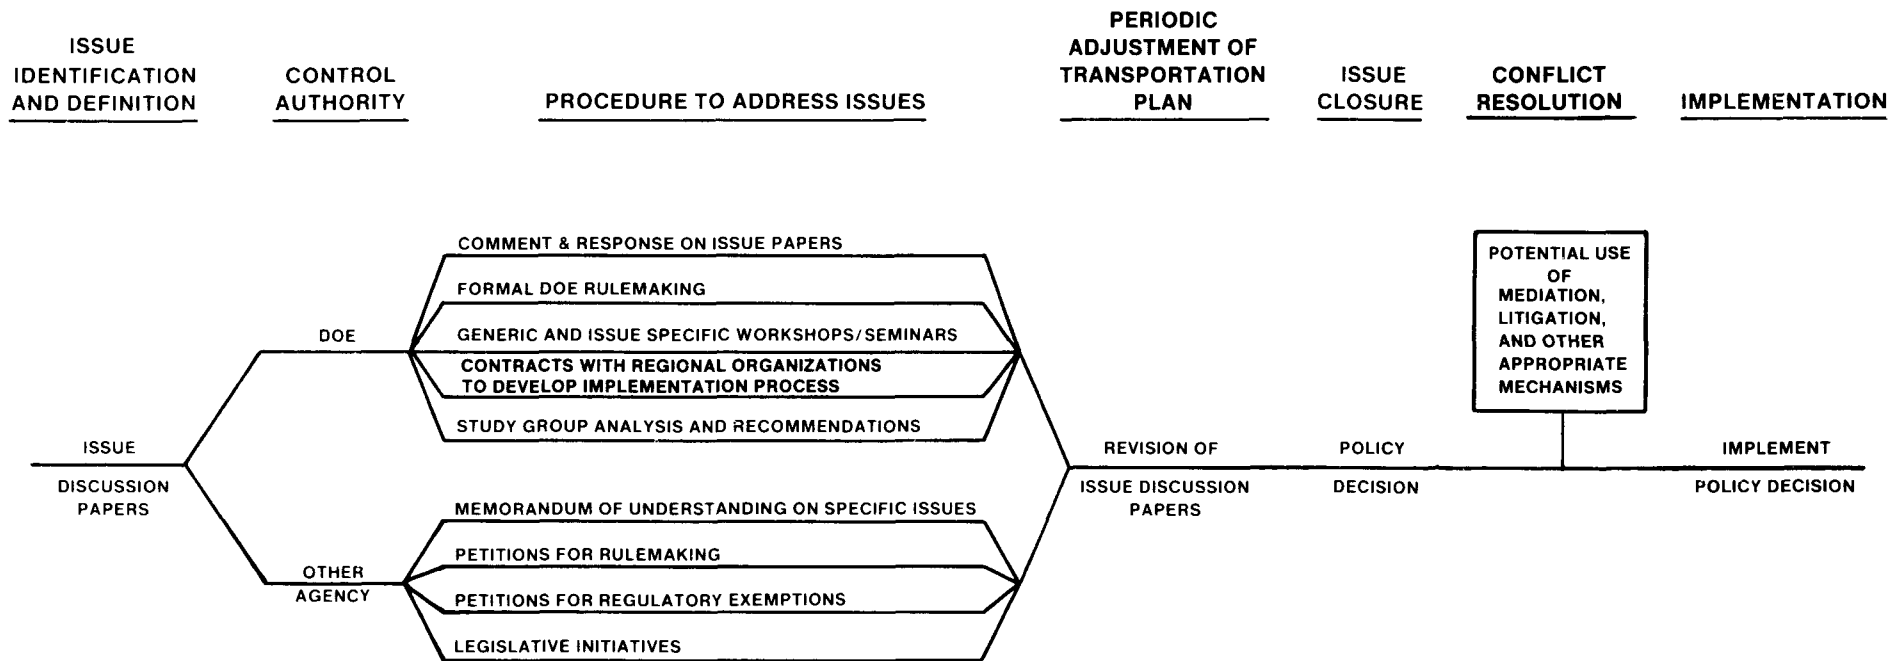 ISSUE
IDENTIFICATION
AND DEFINITION
CONTROL
AUTHORITY
PROCEDURE TO ADDRESS ISSUES
PERIODIC
ADJUSTMENT OF
TRANSPORTATION
PLAN
ISSUE
CLOSURE
CONFLICT
RESOLUTION
IMPLEMENTATION
ISSUE
DISCUSSION
PAPERS
DOE
COMMENT & RESPONSE ON ISSUE PAPERS
FORMAL DOE RULEMAKING
GENERIC AND ISSUE SPECIFIC WORKSHOPS/SEMINARS
CONTRACTS WITH REGIONAL ORGANIZATIONS
TO DEVELOP IMPLEMENTATION PROCESS
STUDY GROUP ANALYSIS AND RECOMMENDATIONS
OTHER
AGENCY
MEMORANDUM OF UNDERSTANDING ON SPECIFIC ISSUES
PETITIONS FOR RULEMAKING
PETITIONS FOR REGULATORY EXEMPTIONS
LEGISLATIVE INITIATIVES
REVISION OF
ISSUE DISCUSSION
PAPERS
POLICY
DECISION
POTENTIAL USE
OF
MEDIATION,
LITIGATION,
AND OTHER
APPROPRIATE
MECHANISMS
IMPLEMENT
POLICY DECISION